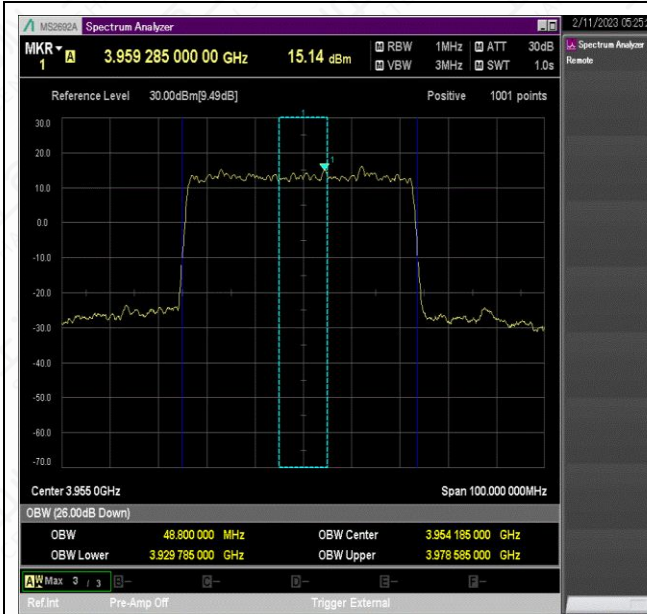 MS2692A Spectrum Analyzer
2/11/2023 05:25:
MKR 1 A 3.959 285 000 00 GHz 15.14 dBm
M RBW 1MHz M ATT 30dB
M VBW 3MHz M SWT 1.0s
Spectrum Analyzer
Remote
Reference Level 30.00dBm[9.49dB] Positive 1001 points
30.0
20.0
1
10.0
0.0
-10.0
-20.0
-30.0
-40.0
-50.0
-60.0
-70.0
Center 3.955 0GHz Span 100.000 000MHz
OBW (26.00dB Down)
OBW 48.800 000 MHz OBW Center 3.954 185 000 GHz
OBW Lower 3.929 785 000 GHz OBW Upper 3.978 585 000 GHz
A W Max 3 / 3 B- C- D- E- F-
Ref.Int Pre-Amp Off Trigger External